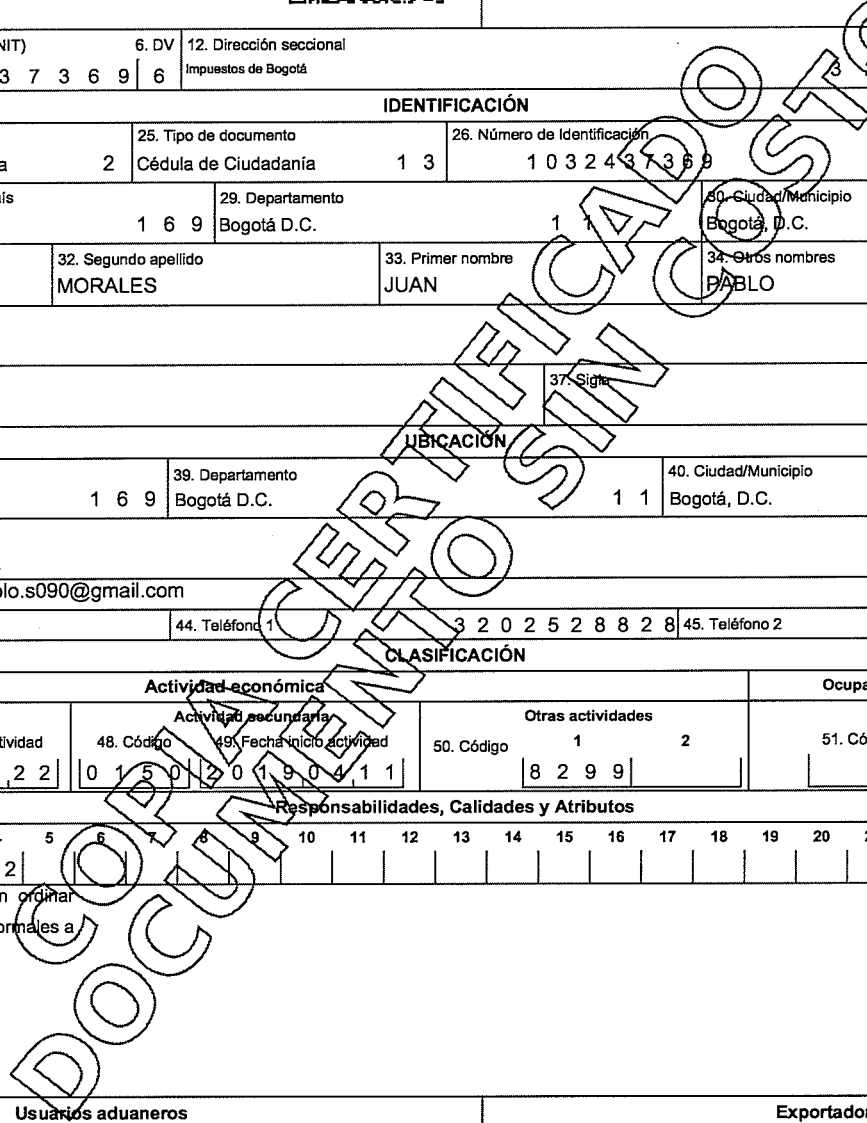 NIT) 6. DV 12. Dirección seccional
3 7 3 6 9 6 Impuestos de Bogotá 3
IDENTIFICACIÓN
25. Tipo de documento 26. Número de Identificación
a 2 Cédula de Ciudadanía 1 3 1 0 3 2 4 3 7 3 6 9
ís 29. Departamento 30. Ciudad/Municipio
1 6 9 Bogotá D.C. 1 1 Bogotá, D.C.
32. Segundo apellido 33. Primer nombre 34. Otros nombres
MORALES JUAN PABLO
37. Sigla
UBICACIÓN
39. Departamento 40. Ciudad/Municipio
1 6 9 Bogotá D.C. 1 1 Bogotá, D.C.
blo.s090@gmail.com
44. Teléfono 1 3 2 0 2 5 2 8 8 2 8 45. Teléfono 2
CLASIFICACIÓN
Actividad económica Ocupa
Actividad secundaria Otras actividades
tividad 48. Código 49. Fecha inicio actividad 50. Código 1 2 51. Có
2 2 0 1 5 0 2 0 1 9 0 4 1 1 8 2 9 9
Responsabilidades, Calidades y Atributos
5 6 7 8 9 10 11 12 13 14 15 16 17 18 19 20
2
n ordinar
ormales a
Usuarios aduaneros Exportador
COPIA CERTIFICADO
DOCUMENTO SIN COSTO